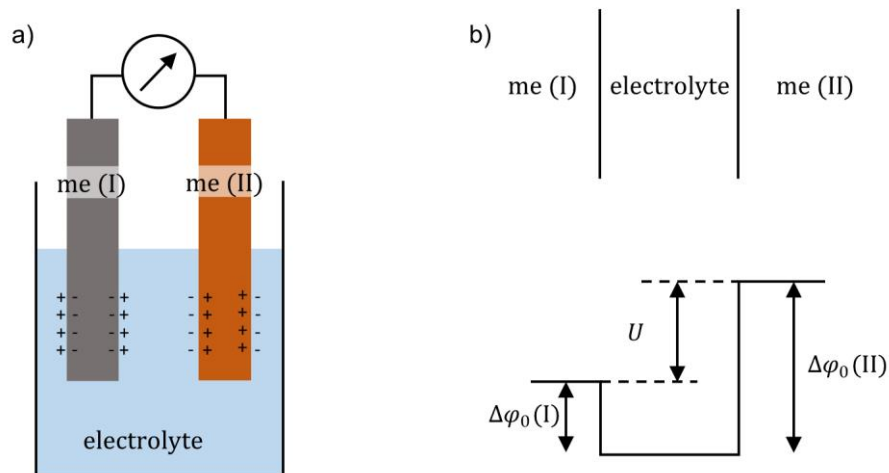 a)
me (I)
me (II)
+ - - + - + + -
+ - - + - + + -
+ - - + - + + -
+ - - + - + + -
electrolyte
b)
me (I)
electrolyte
me (II)
U
Δφ₀(I)
Δφ₀(II)